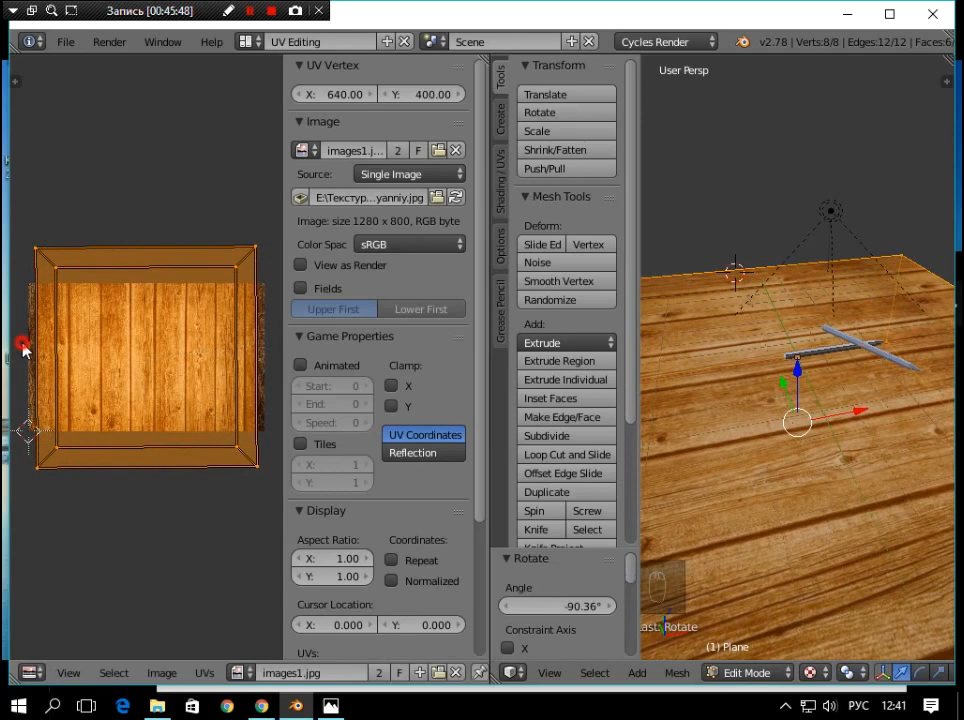 Запись [00:45:48]
File Render Window Help UV Editing Scene Cycles Render v2.78 | Verts:8/8 | Edges:12/12 | Faces:6/
UV Vertex
X: 640.00 Y: 400.00
Image
images1.j... 2 F
Source: Single Image
E:\Текстур...yanniy.jpg
Image: size 1280 x 800, RGB byte
Color Spac sRGB
View as Render
Fields
Upper First Lower First
Game Properties
Animated Clamp:
Start: 0 X
End: 0 Y
Speed: 0
UV Coordinates
Tiles Reflection
X: 1
Y: 1
Display
Aspect Ratio: Coordinates:
X: 1.00 Repeat
Y: 1.00 Normalized
Cursor Location:
X: 0.000 Y: 0.000
UVs:
View Select Image UVs images1.jpg 2 F
Tools
Create
Shading / UVs
Options
Grease Pencil
Transform
Translate
Rotate
Scale
Shrink/Fatten
Push/Pull
Mesh Tools
Deform:
Slide Ed Vertex
Noise
Smooth Vertex
Randomize
Add:
Extrude
Extrude Region
Extrude Individual
Inset Faces
Make Edge/Face
Subdivide
Loop Cut and Slide
Offset Edge Slide
Duplicate
Spin Screw
Knife Select
Rotate
Angle
-90.36°
Constraint Axis
X
User Persp
ast: Rotate
(1) Plane
View Select Add Mesh Edit Mode
РУС 12:41